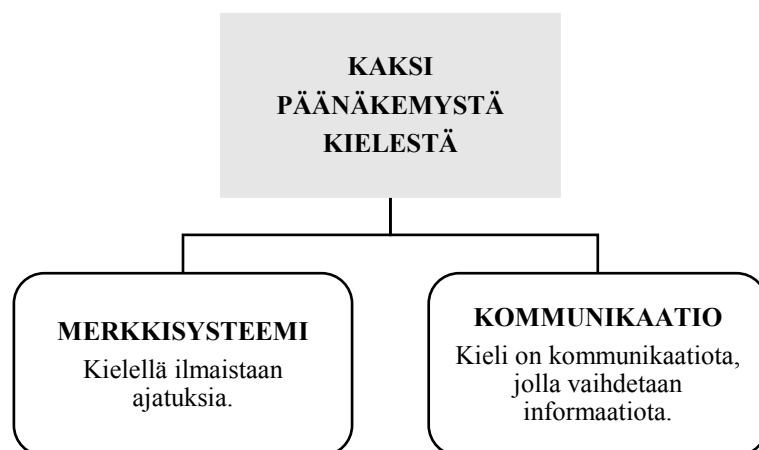 KAKSI
PÄÄNÄKEMYSTÄ
KIELESTÄ
MERKKISYSTEEMI
Kielellä ilmaistaan
ajatuksia.
KOMMUNIKAATIO
Kieli on kommunikaatiota,
jolla vaihdetaan
informaatiota.